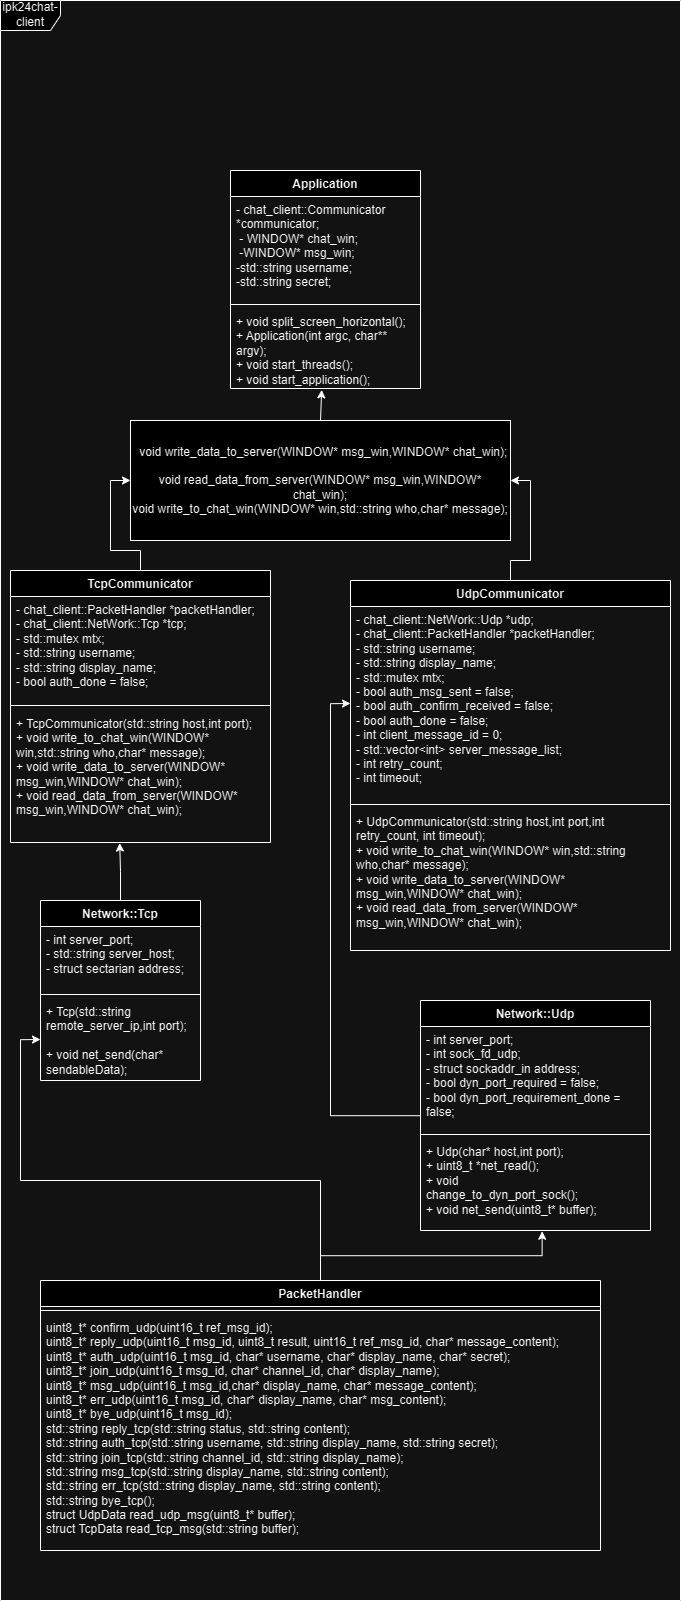 ipk24chat-
client
Application
- chat_client::Communicator
*communicator;
- WINDOW* chat_win;
-WINDOW* msg_win;
-std::string username;
-std::string secret;
+ void split_screen_horizontal();
+ Application(int argc, char**
argv);
+ void start_threads();
+ void start_application();
void write_data_to_server(WINDOW* msg_win,WINDOW* chat_win);
void read_data_from_server(WINDOW* msg_win,WINDOW*
chat_win);
void write_to_chat_win(WINDOW* win,std::string who,char* message);
TcpCommunicator
- chat_client::PacketHandler *packetHandler;
- chat_client::NetWork::Tcp *tcp;
- std::mutex mtx;
- std::string username;
- std::string display_name;
- bool auth_done = false;
+ TcpCommunicator(std::string host,int port);
+ void write_to_chat_win(WINDOW*
win,std::string who,char* message);
+ void write_data_to_server(WINDOW*
msg_win,WINDOW* chat_win);
+ void read_data_from_server(WINDOW*
msg_win,WINDOW* chat_win);
UdpCommunicator
- chat_client::NetWork::Udp *udp;
- chat_client::PacketHandler *packetHandler;
- std::string username;
- std::string display_name;
- std::mutex mtx;
- bool auth_msg_sent = false;
- bool auth_confirm_received = false;
- bool auth_done = false;
- int client_message_id = 0;
- std::vector<int> server_message_list;
- int retry_count;
- int timeout;
+ UdpCommunicator(std::string host,int port,int
retry_count, int timeout);
+ void write_to_chat_win(WINDOW* win,std::string
who,char* message);
+ void write_data_to_server(WINDOW*
msg_win,WINDOW* chat_win);
+ void read_data_from_server(WINDOW*
msg_win,WINDOW* chat_win);
Network::Tcp
- int server_port;
- std::string server_host;
- struct sectarian address;
+ Tcp(std::string
remote_server_ip,int port);
+ void net_send(char*
sendableData);
Network::Udp
- int server_port;
- int sock_fd_udp;
- struct sockaddr_in address;
- bool dyn_port_required = false;
- bool dyn_port_requirement_done =
false;
+ Udp(char* host,int port);
+ uint8_t *net_read();
+ void
change_to_dyn_port_sock();
+ void net_send(uint8_t* buffer);
PacketHandler
uint8_t* confirm_udp(uint16_t ref_msg_id);
uint8_t* reply_udp(uint16_t msg_id, uint8_t result, uint16_t ref_msg_id, char* message_content);
uint8_t* auth_udp(uint16_t msg_id, char* username, char* display_name, char* secret);
uint8_t* join_udp(uint16_t msg_id, char* channel_id, char* display_name);
uint8_t* msg_udp(uint16_t msg_id,char* display_name, char* message_content);
uint8_t* err_udp(uint16_t msg_id, char* display_name, char* msg_content);
uint8_t* bye_udp(uint16_t msg_id);
std::string reply_tcp(std::string status, std::string content);
std::string auth_tcp(std::string username, std::string display_name, std::string secret);
std::string join_tcp(std::string channel_id, std::string display_name);
std::string msg_tcp(std::string display_name, std::string content);
std::string err_tcp(std::string display_name, std::string content);
std::string bye_tcp();
struct UdpData read_udp_msg(uint8_t* buffer);
struct TcpData read_tcp_msg(std::string buffer);